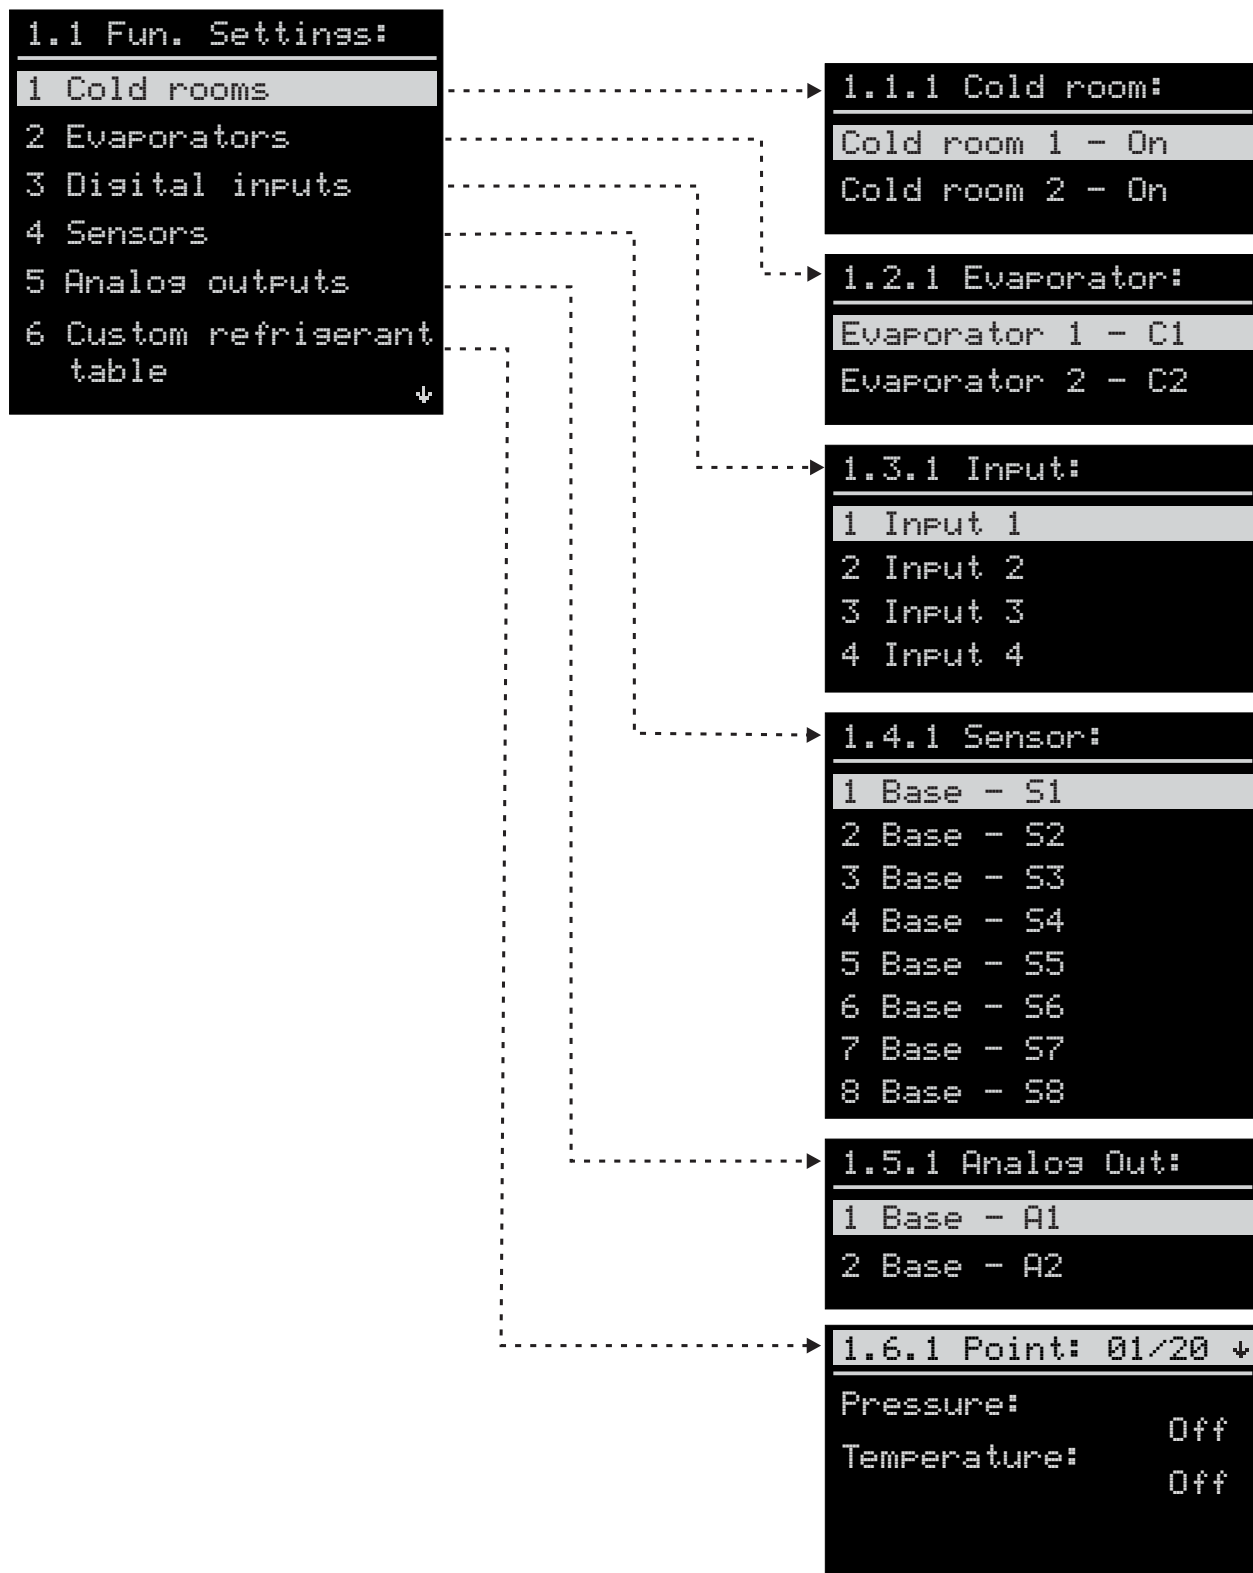 1.1 Fun. Settings:
1 Cold rooms
2 Evaporators
3 Digital inputs
4 Sensors
5 Analog outputs
6 Custom refrigerant
table
↓
1.1.1 Cold room:
Cold room 1 - On
Cold room 2 - On
1.2.1 Evaporator:
Evaporator 1 - C1
Evaporator 2 - C2
1.3.1 Input:
1 Input 1
2 Input 2
3 Input 3
4 Input 4
1.4.1 Sensor:
1 Base - S1
2 Base - S2
3 Base - S3
4 Base - S4
5 Base - S5
6 Base - S6
7 Base - S7
8 Base - S8
1.5.1 Analog Out:
1 Base - A1
2 Base - A2
1.6.1 Point: 01/20 ↓
Pressure:
Off
Temperature:
Off